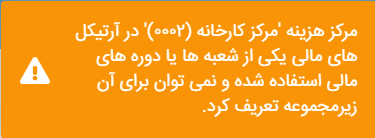 مرکز هزینه 'مرکز کارخانه (۰۰۰۲)' در آرتیکل
های مالی یکی از شعبه ها یا دوره های
مالی استفاده شده و نمی توان برای آن
زیرمجموعه تعریف کرد.